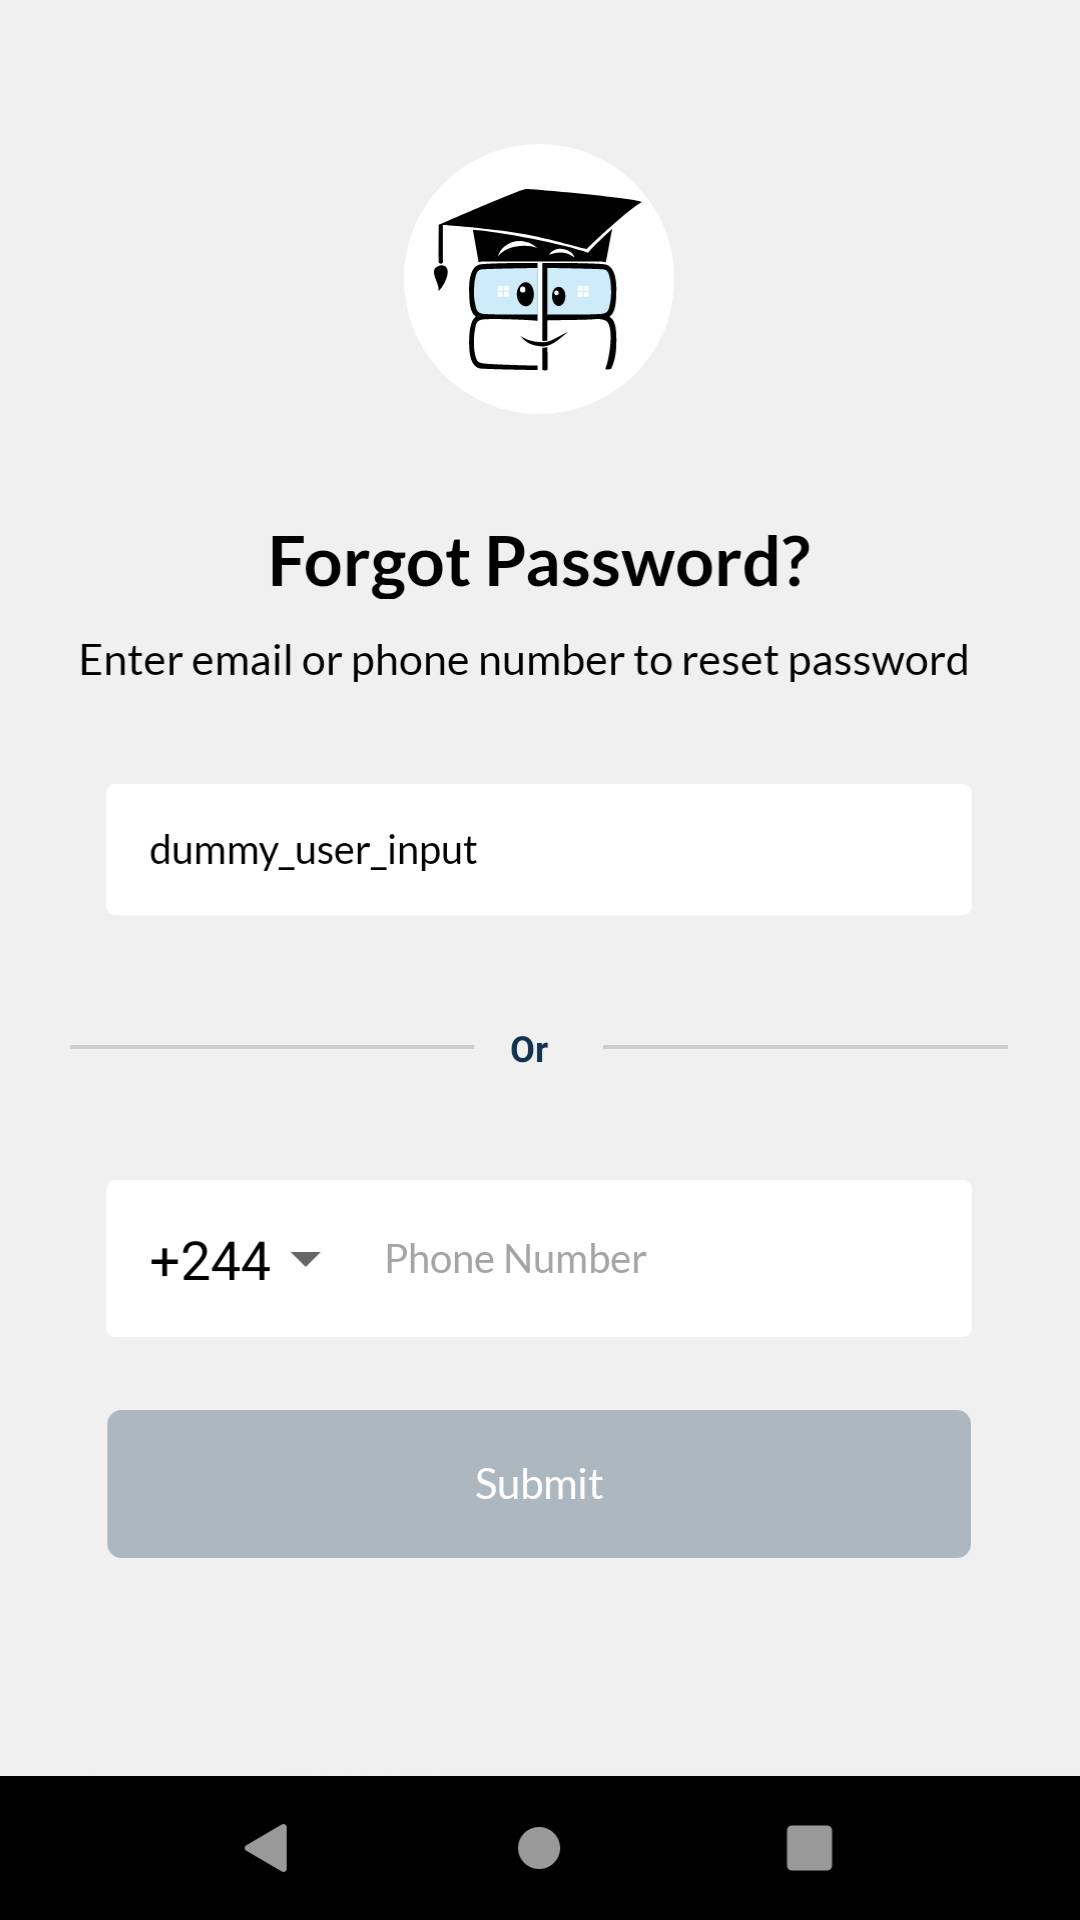 Forgot Password?
Enter email or phone number to reset password
dummy_user_input
Or
+244 Phone Number
Submit